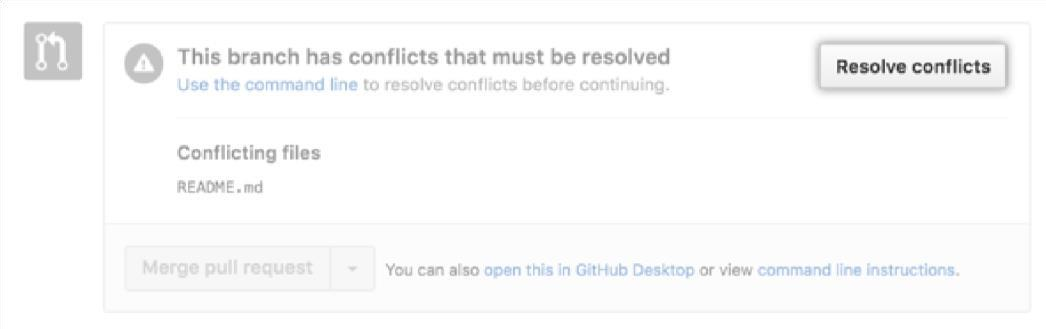 This branch has conflicts that must be resolved
Resolve conflicts
Use the command line to resolve conflicts before continuing.
Conflicting files
README.md
Merge pull request
You can also open this in GitHub Desktop or view command line instructions.